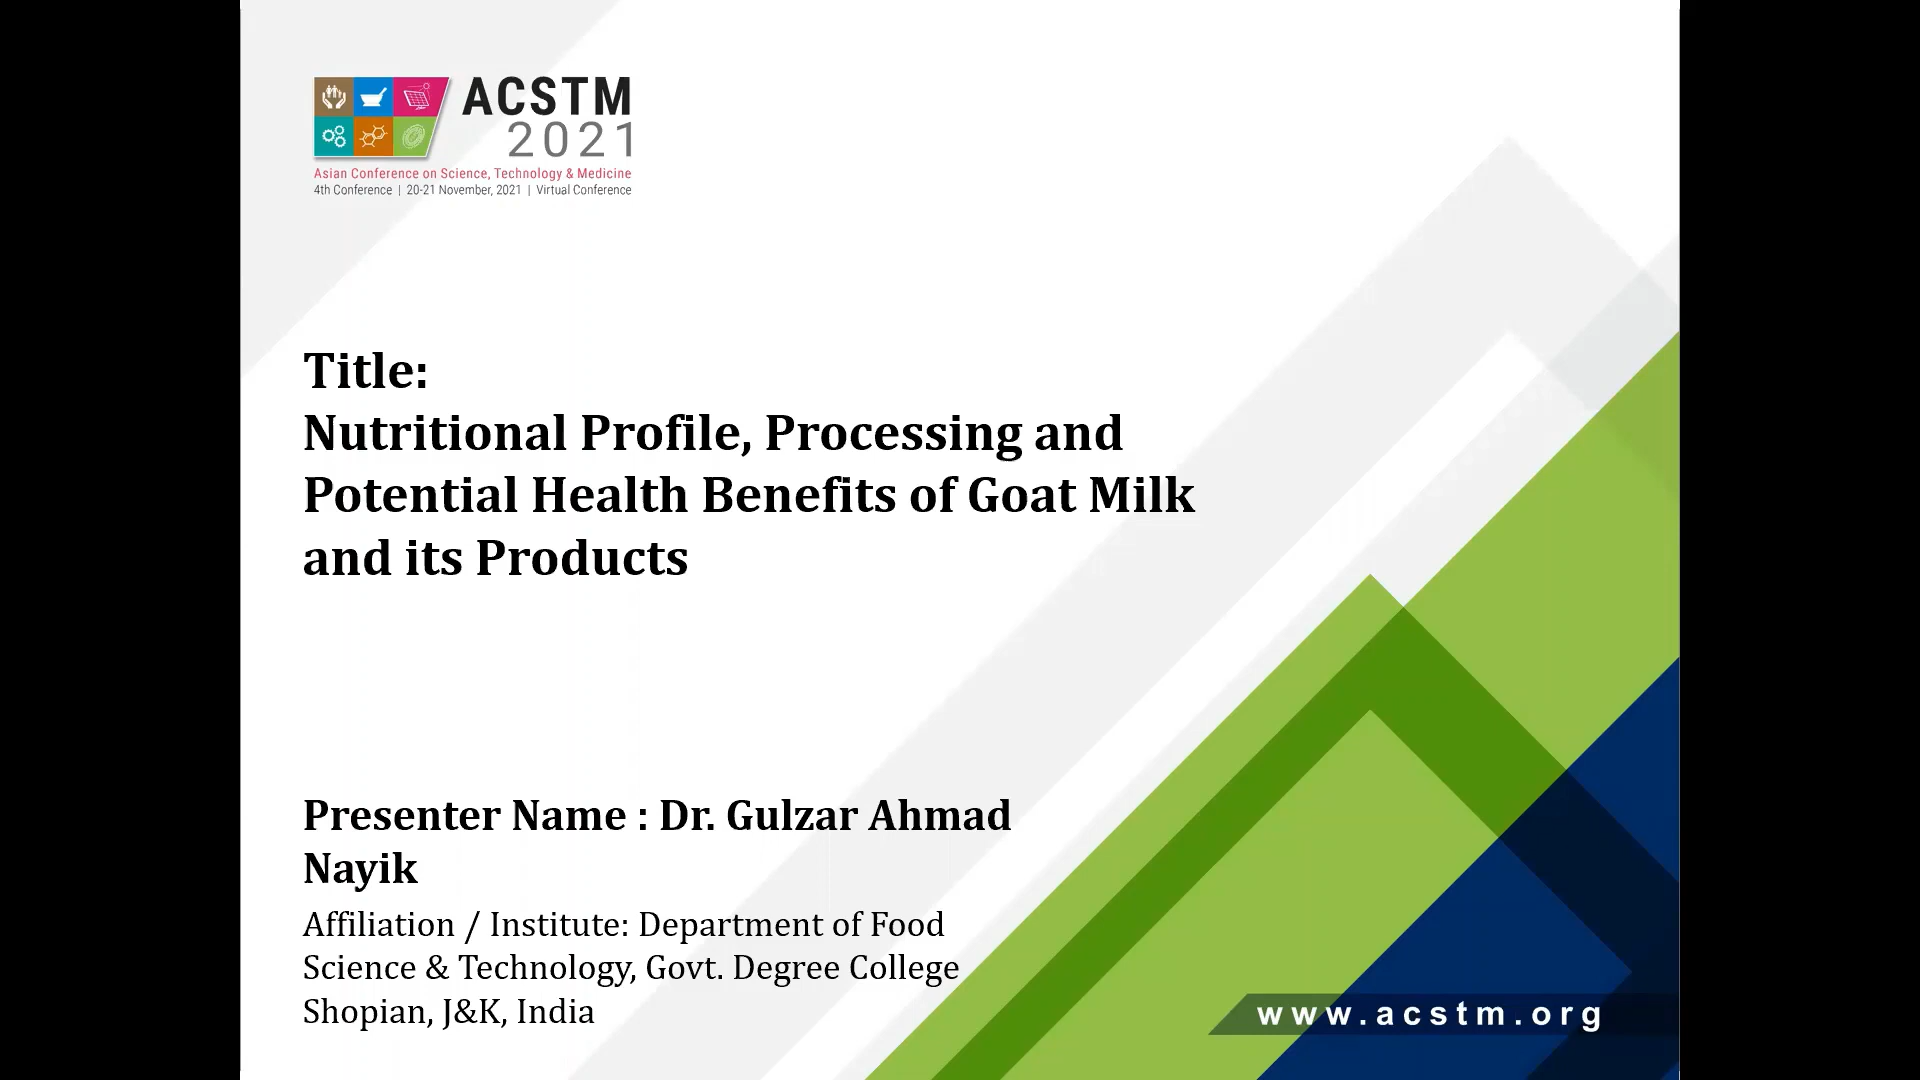 ACSTM
2021
Asian Conference on Science, Technology & Medicine
4th Conference | 20-21 November, 2021 | Virtual Conference
Title:
Nutritional Profile, Processing and
Potential Health Benefits of Goat Milk
and its Products
Presenter Name : Dr. Gulzar Ahmad
Nayik
Affiliation / Institute: Department of Food
Science & Technology, Govt. Degree College
Shopian, J&K, India
www.acstm.org